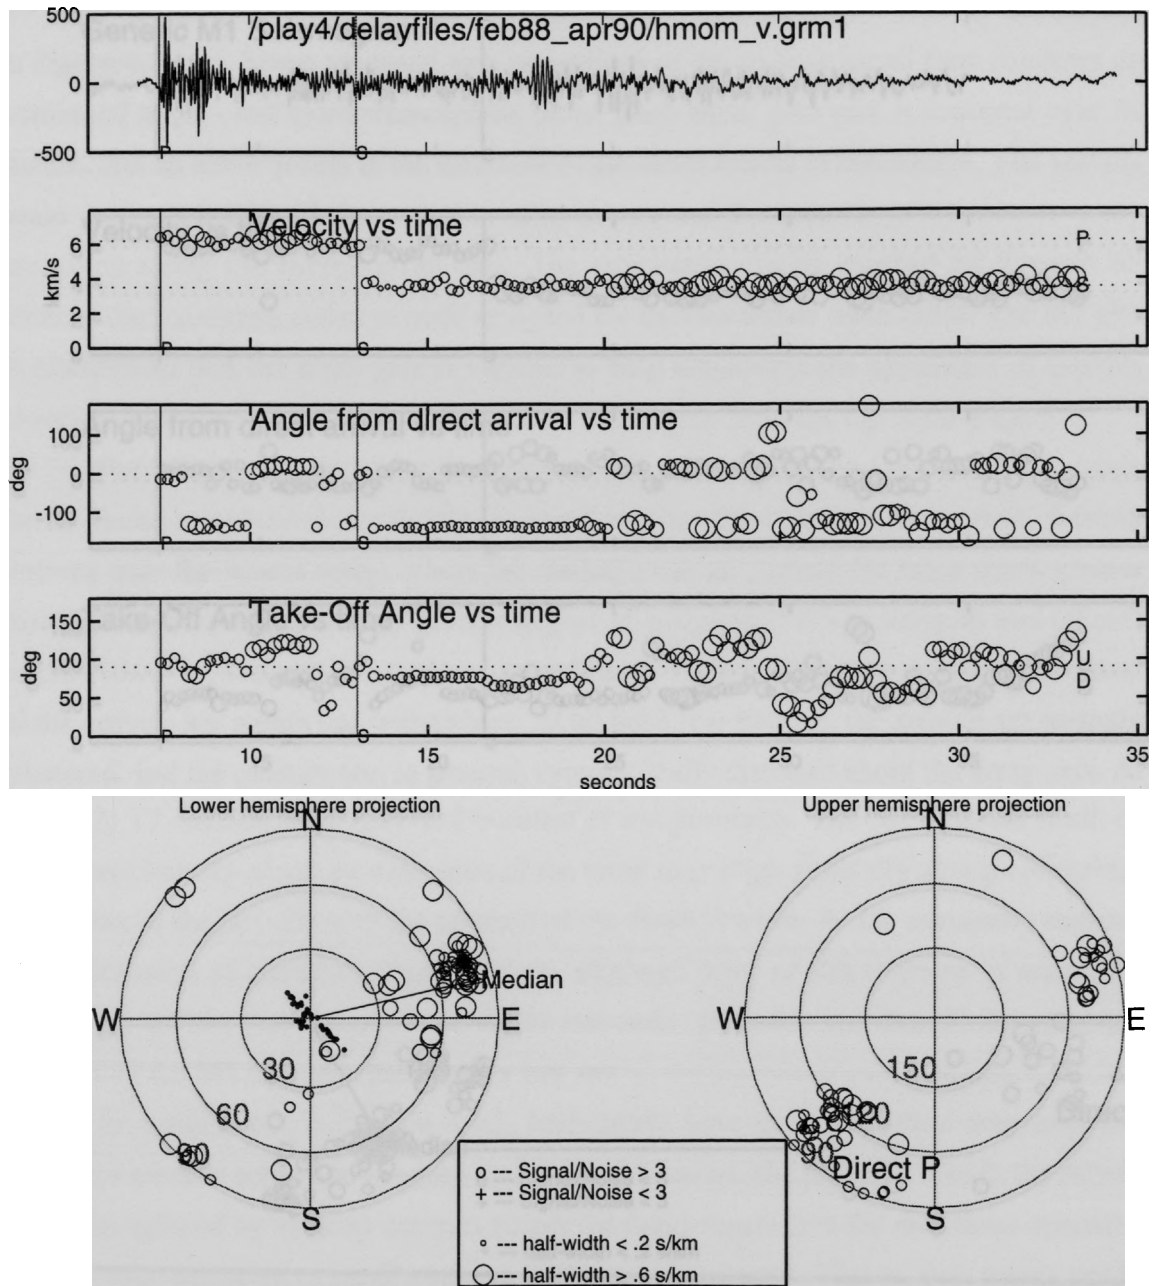 500
/play4/delayfiles/feb88_apr90/hmom_v.grm1
0
-500
P
S
Velocity vs time
6
P
km/s
4
S
2
0
P
S
Angle from direct arrival vs time
100
deg
0
-100
P
S
150
Take-Off Angle vs time
100
deg
U
50
D
0
10
15
20
25
30
35
seconds
Lower hemisphere projection
Upper hemisphere projection
N
N
Median
W
E
W
E
30
150
60
120
90
90
Direct P
S
S
o --- Signal/Noise > 3
+ --- Signal/Noise < 3
o --- half-width < .2 s/km
O --- half-width > .6 s/km